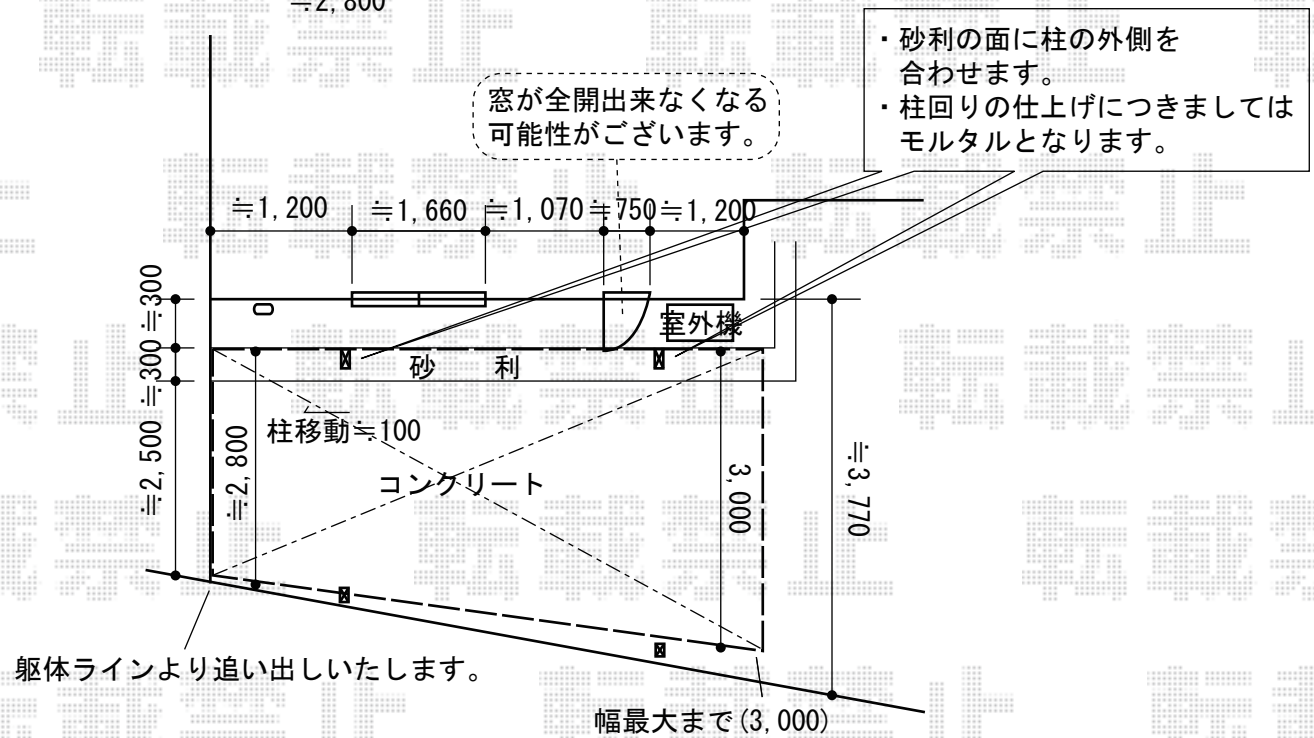 ≒2,800
・砂利の面に柱の外側を
合わせます。
・柱回りの仕上げにつきましては
モルタルとなります。
窓が全開出来なくなる
可能性がございます。
≒1,200
≒1,660
≒1,070
≒750
≒1,200
≒300
≒300
≒2,500
室外機
砂 利
柱移動≒100
≒2,800
コンクリート
3,000
≒3,770
躯体ラインより追い出しいたします。
幅最大まで(3,000)
転載禁止